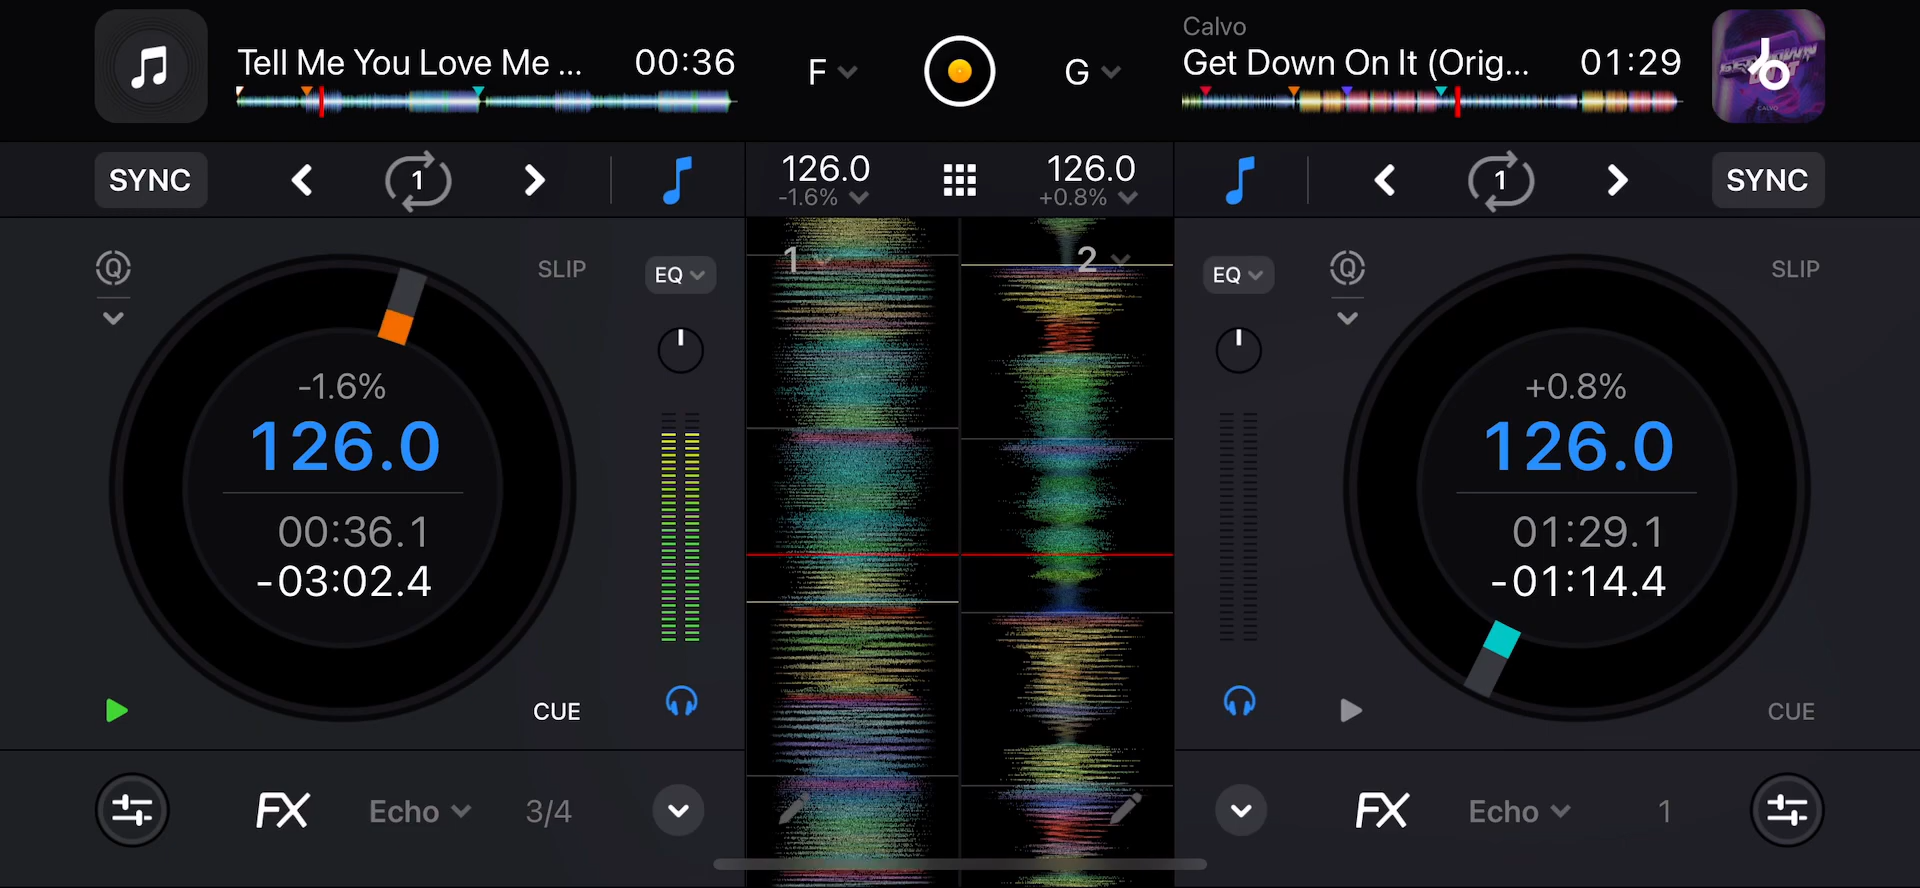 Tell Me You Love Me ...
00:36
F
G
Calvo
Get Down On It (Orig...
01:29
CALVO
SYNC
1
126.0
-1.6%
126.0
+0.8%
1
SYNC
Q
SLIP
EQ
1
2
EQ
Q
SLIP
-1.6%
126.0
00:36.1
-03:02.4
+0.8%
126.0
01:29.1
-01:14.4
CUE
CUE
FX
Echo
3/4
FX
Echo
1